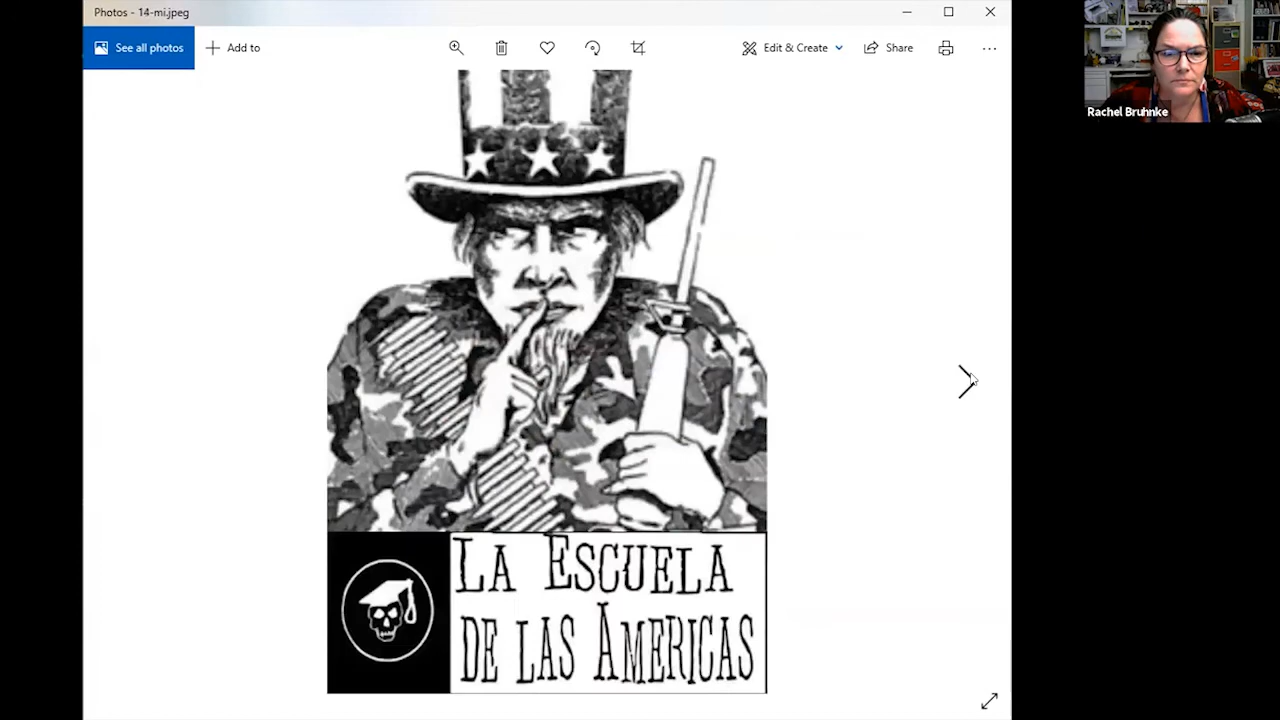 Photos - 14-mi.jpeg
See all photos
Add to
Edit & Create
Share
Rachel Bruhnke
LA ESCUELA
DE LAS AMERICAS